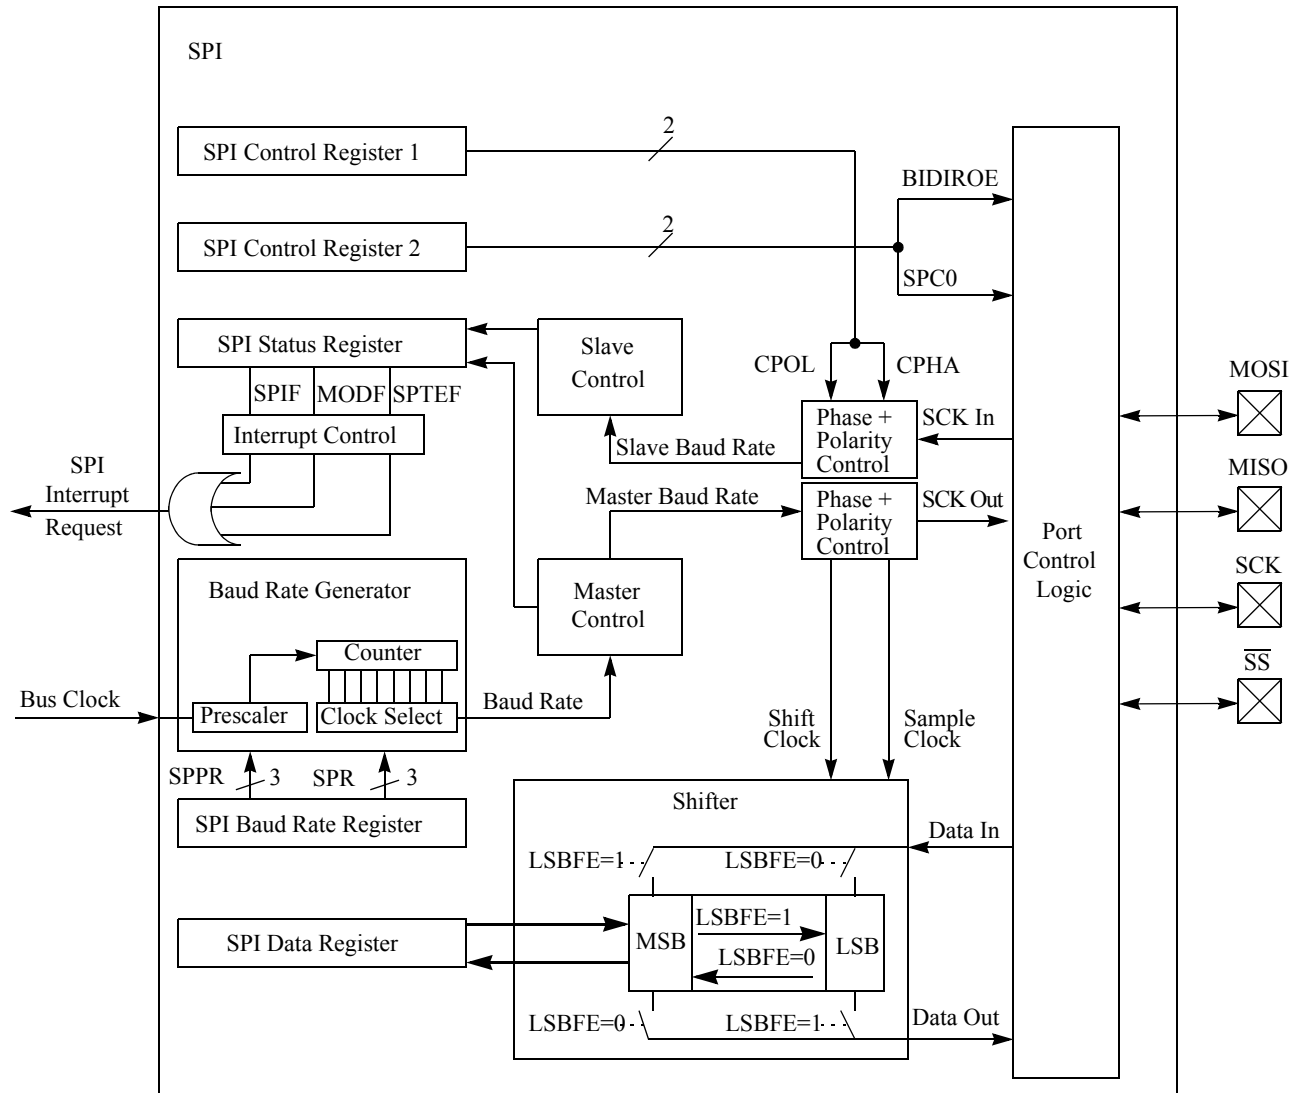 SPI
2
SPI Control Register 1
BIDIROE
2
SPI Control Register 2
SPC0
SPI Status Register
Slave
Control
CPOL
CPHA
MOSI
SPIF
MODF
SPTEF
Interrupt Control
Phase +
Polarity
Control
SCK In
Slave Baud Rate
SPI
Interrupt
Request
MISO
Master Baud Rate
Phase +
Polarity
Control
SCK Out
Port
Control
Logic
SCK
Baud Rate Generator
Master
Control
Counter
SS
Bus Clock
Prescaler
Clock Select
Baud Rate
Shift
Clock
Sample
Clock
SPPR
3
SPR
3
SPI Baud Rate Register
Shifter
Data In
LSBFE=1
LSBFE=0
SPI Data Register
MSB
LSBFE=1
LSBFE=0
LSB
LSBFE=0
LSBFE=1
Data Out